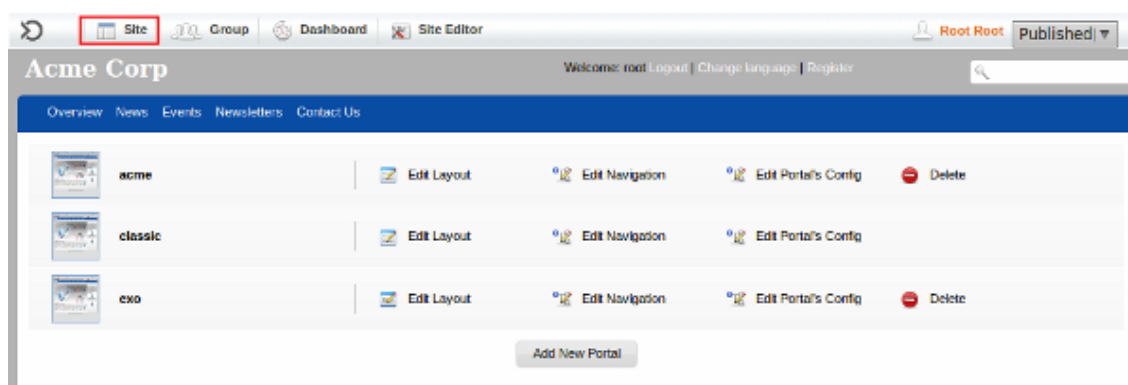 Site Group Dashboard Site Editor Root Root Published
Acme Corp Welcome: root Logout | Change language | Register
Overview News Events Newsletters Contact Us
acme Edit Layout Edit Navigation Edit Portal's Config Delete
classic Edit Layout Edit Navigation Edit Portal's Config
exo Edit Layout Edit Navigation Edit Portal's Config Delete
Add New Portal